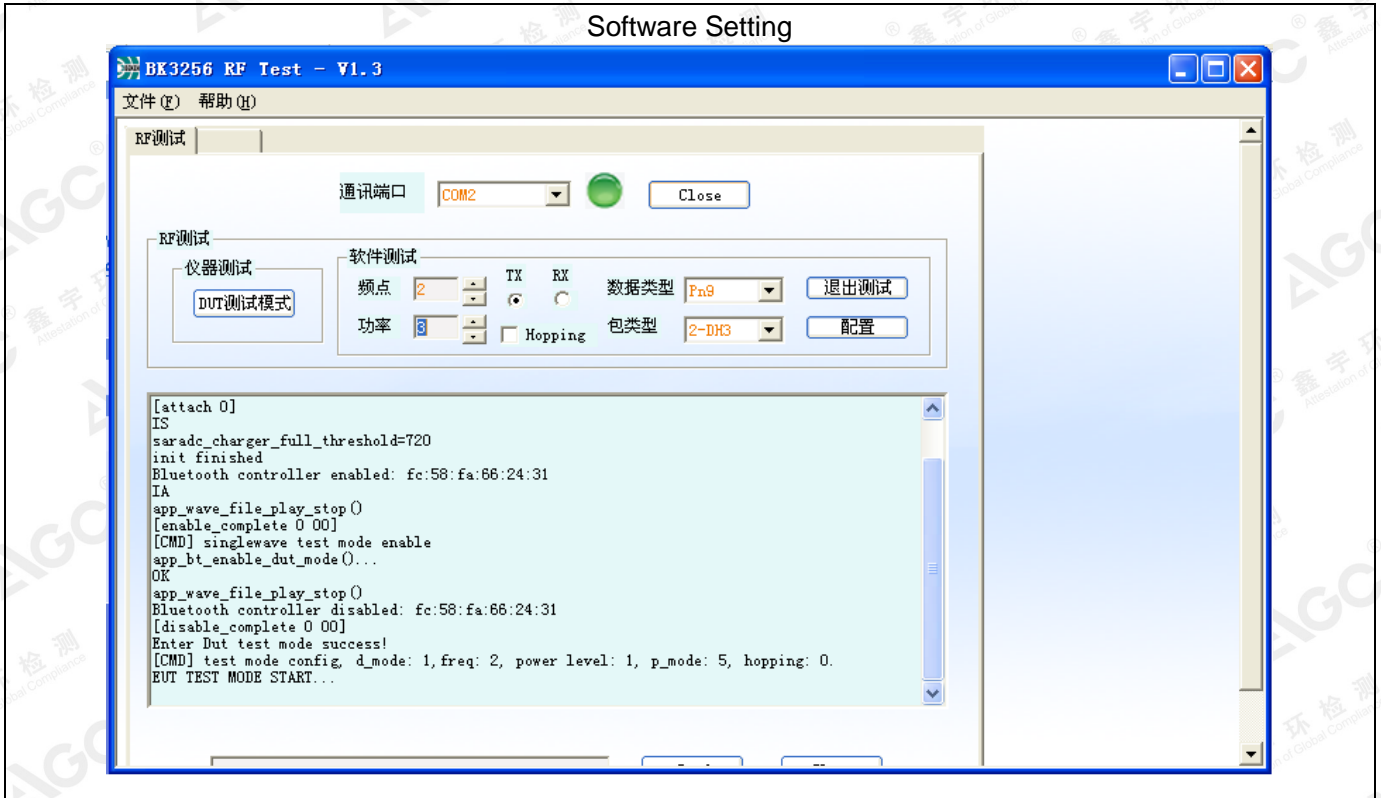 Software Setting
BK3256 RF Test - V1.3
文件(F) 帮助(H)
RF测试
通讯端口 COM2 Close
RF测试
仪器测试
DUT测试模式
软件测试
频点 2 TX RX 数据类型 Pn9 退出测试
功率 3 Hopping 包类型 2-DH3 配置
[attach 0]
IS
saradc_charger_full_threshold=720
init finished
Bluetooth controller enabled: fc:58:fa:66:24:31
IA
app_wave_file_play_stop()
[enable_complete 0 00]
[CMD] singlewave test mode enable
app_bt_enable_dut_mode()...
OK
app_wave_file_play_stop()
Bluetooth controller disabled: fc:58:fa:66:24:31
[disable_complete 0 00]
Enter Dut test mode success!
[CMD] test mode config, d_mode: 1,freq: 2, power level: 1, p_mode: 5, hopping: 0.
EUT TEST MODE START...